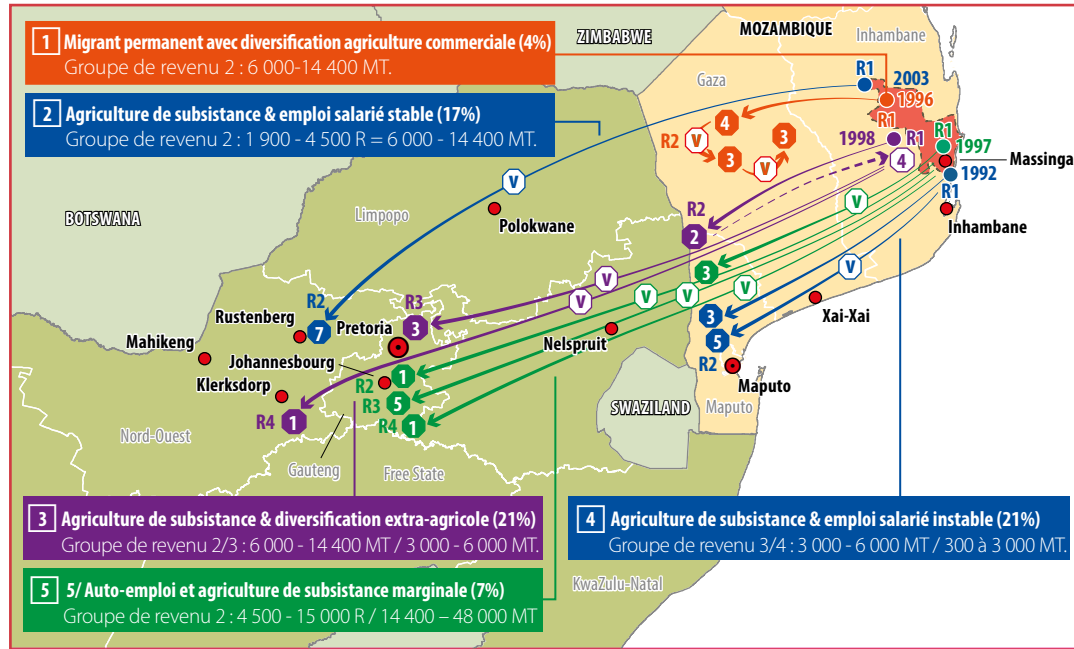 1 Migrant permanent avec diversification agriculture commerciale (4%)
Groupe de revenu 2 : 6 000-14 400 MT.
2 Agriculture de subsistance & emploi salarié stable (17%)
Groupe de revenu 2 : 1 900 - 4 500 R = 6 000 - 14 400 MT.
ZIMBABWE
MOZAMBIQUE
Inhambane
Gaza
R1
2003
1996
R1
1998
R1
R1
1997
4
Massinga
1992
R1
Inhambane
R2
V
4
3
V
3
BOTSWANA
Limpopo
V
Polokwane
R2
2
V
3
V
V
V
V
V
V
3
5
R2
Xai-Xai
Maputo
Maputo
R2
7
Rustenberg
Mahikeng
Klerksdorp
R3
3
Pretoria
Johannesbourg
Nelspruit
R2
1
R3
5
R4
1
R4
1
SWAZILAND
Nord-Ouest
Gauteng
Free State
KwaZulu-Natal
3 Agriculture de subsistance & diversification extra-agricole (21%)
Groupe de revenu 2/3 : 6 000 - 14 400 MT / 3 000 - 6 000 MT.
4 Agriculture de subsistance & emploi salarié instable (21%)
Groupe de revenu 3/4 : 3 000 - 6 000 MT / 300 à 3 000 MT.
5 5/ Auto-emploi et agriculture de subsistance marginale (7%)
Groupe de revenu 2 : 4 500 - 15 000 R / 14 400 – 48 000 MT